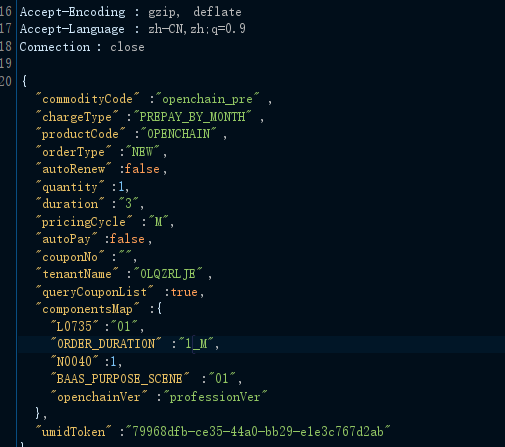 16 Accept-Encoding : gzip, deflate
17 Accept-Language : zh-CN,zh;q=0.9
18 Connection : close
19
20 {
"commodityCode" :"openchain_pre" ,
"chargeType" :"PREPAY_BY_MONTH" ,
"productCode" :"OPENCHAIN" ,
"orderType" :"NEW",
"autoRenew" :false,
"quantity" :1,
"duration" :"3",
"pricingCycle" :"M",
"autoPay" :false,
"couponNo" :"",
"tenantName" :"OLQZRLJE" ,
"queryCouponList" :true,
"componentsMap" :{
"L0735" :"01",
"ORDER_DURATION" :"1_M",
"N0040" :1,
"BAAS_PURPOSE_SCENE" :"01",
"openchainVer" :"professionVer"
},
"umidToken" :"79968dfb-ce35-44a0-bb29-e1e3c767d2ab"